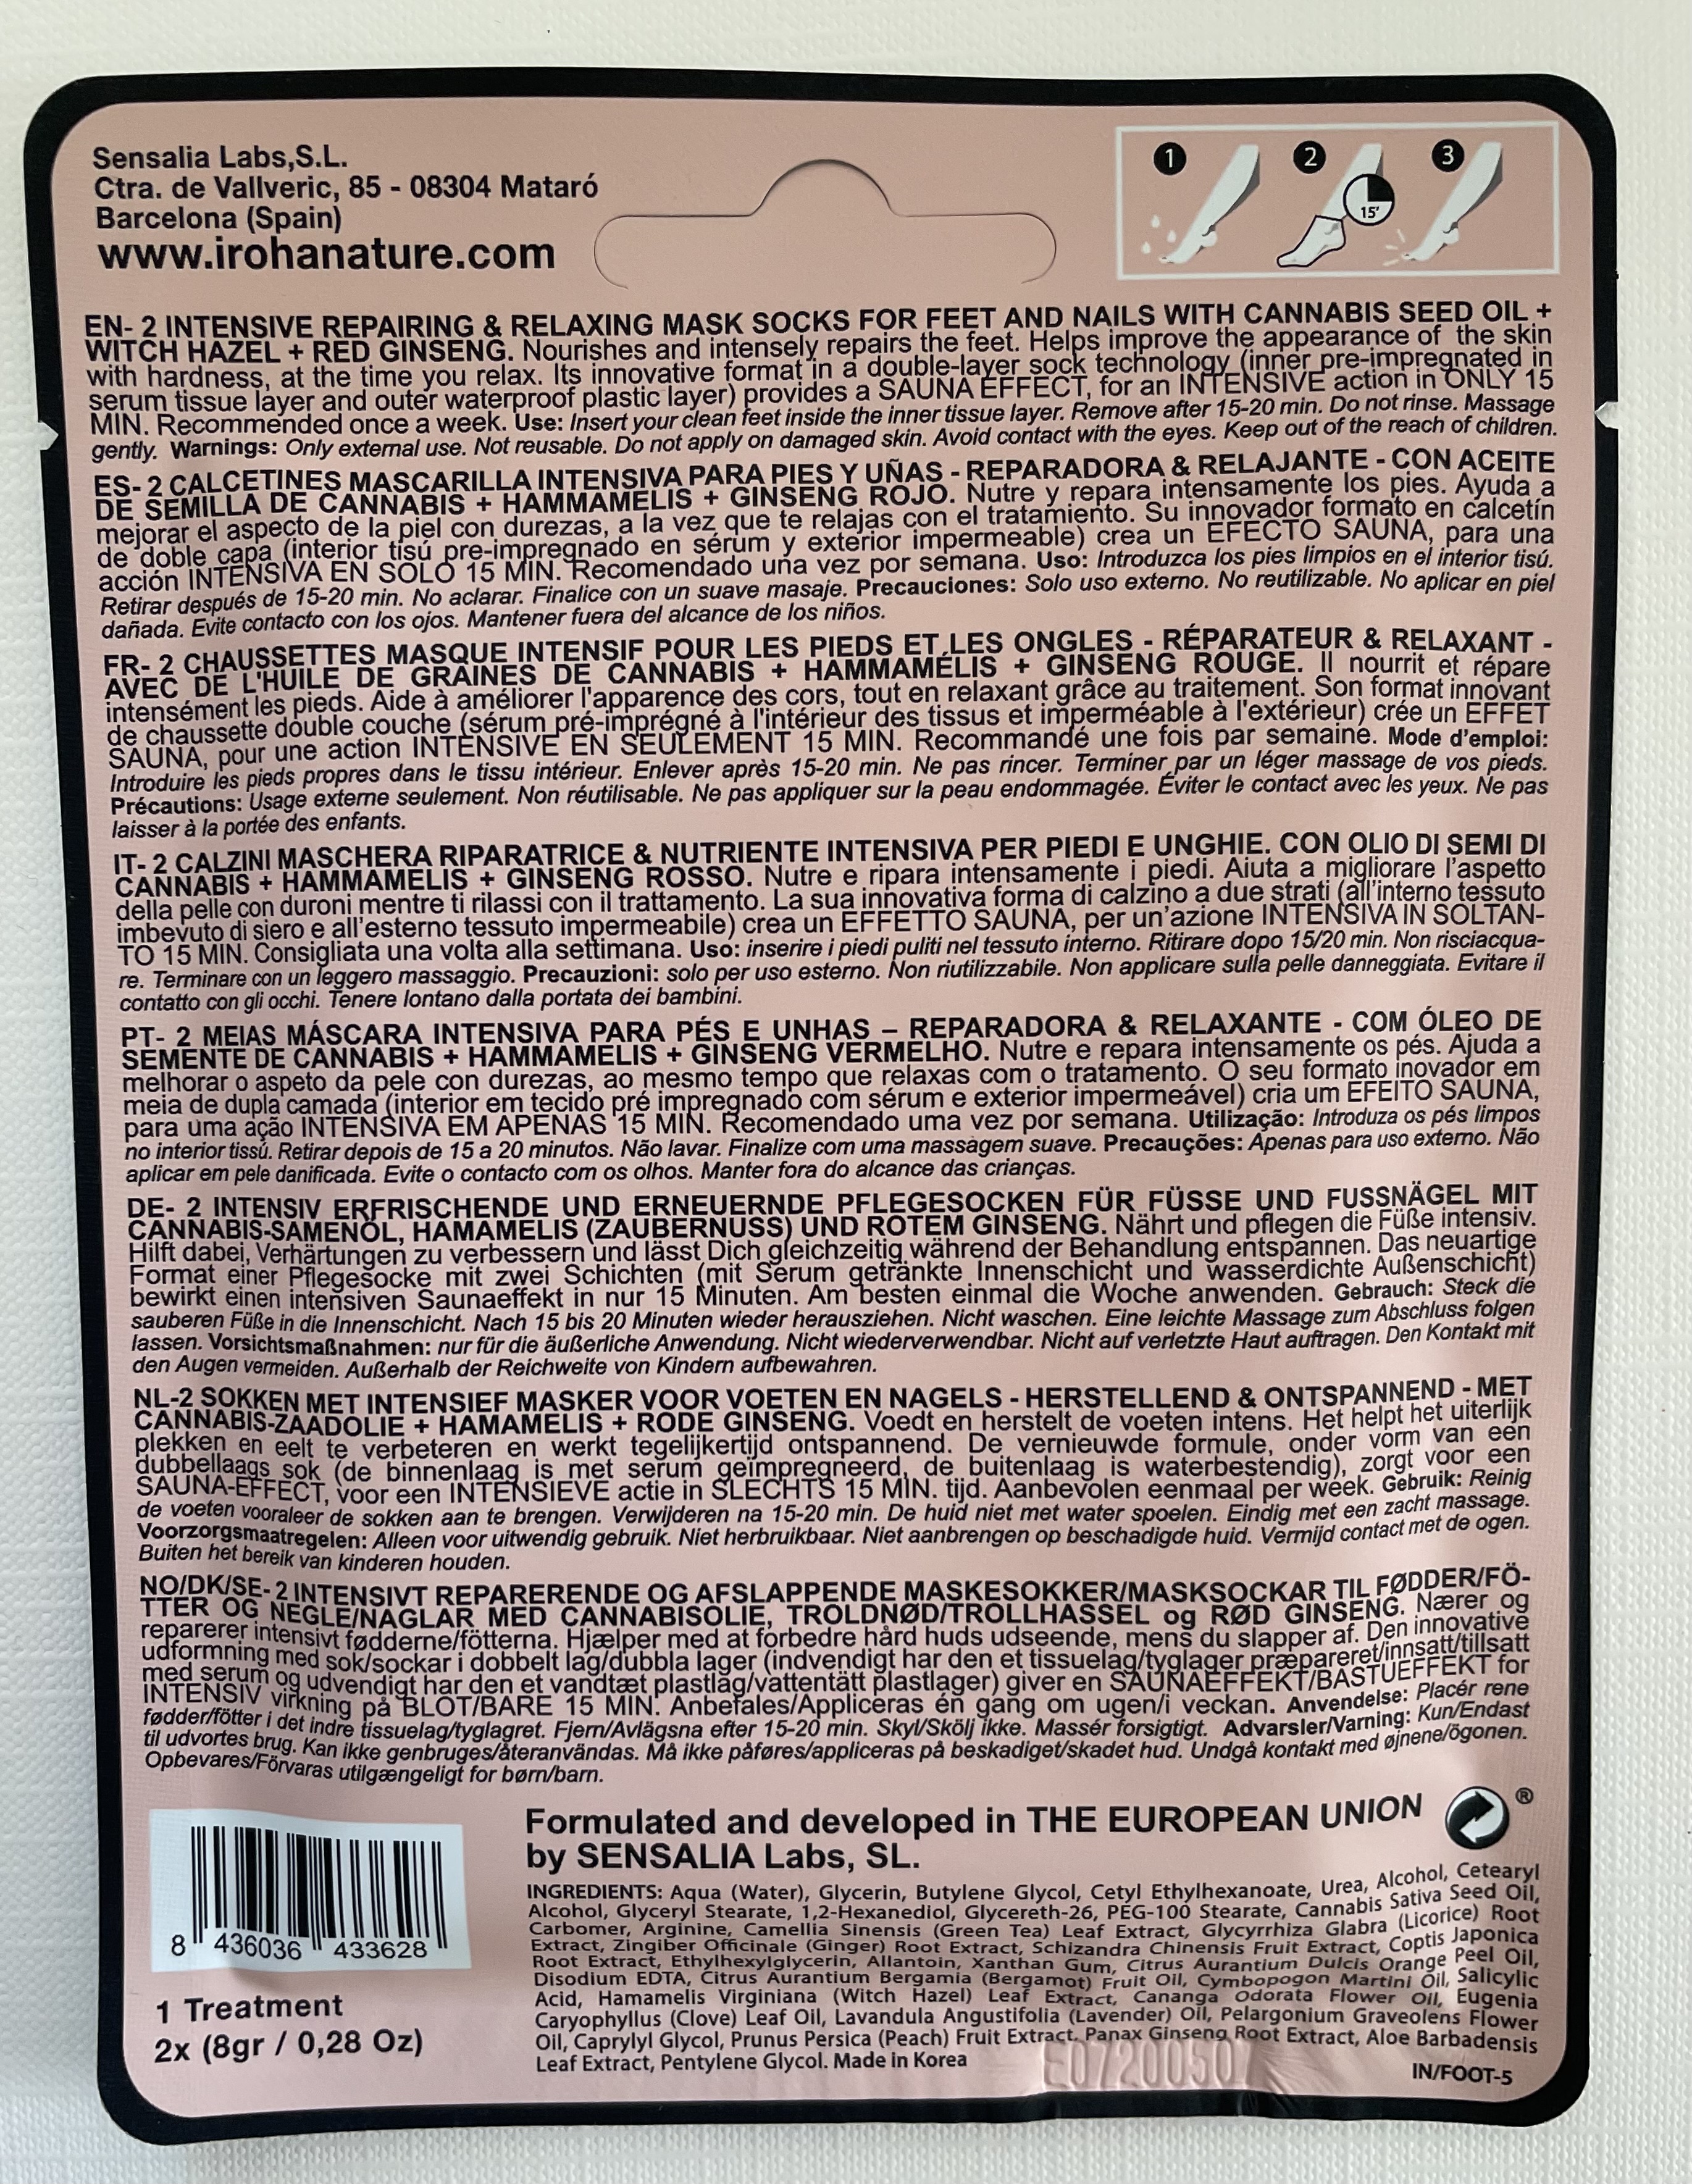 Sensalia Labs,S.L.
Ctra. de Vallveric, 85 - 08304 Mataró
Barcelona (Spain)
www.irohanature.com
1 2 3
15'
EN- 2 INTENSIVE REPAIRING & RELAXING MASK SOCKS FOR FEET AND NAILS WITH CANNABIS SEED OIL +
WITCH HAZEL + RED GINSENG. Nourishes and intensely repairs the feet. Helps improve the appearance of the skin
with hardness, at the time you relax. Its innovative format in a double-layer sock technology (inner pre-impregnated in
serum tissue layer and outer waterproof plastic layer) provides a SAUNA EFFECT, for an INTENSIVE action in ONLY 15
MIN. Recommended once a week. Use: Insert your clean feet inside the inner tissue layer. Remove after 15-20 min. Do not rinse. Massage
gently. Warnings: Only external use. Not reusable. Do not apply on damaged skin. Avoid contact with the eyes. Keep out of the reach of children.
ES- 2 CALCETINES MASCARILLA INTENSIVA PARA PIES Y UÑAS - REPARADORA & RELAJANTE - CON ACEITE
DE SEMILLA DE CANNABIS + HAMMAMELIS + GINSENG ROJO. Nutre y repara intensamente los pies. Ayuda a
mejorar el aspecto de la piel con durezas, a la vez que te relajas con el tratamiento. Su innovador formato en calcetín
de doble capa (interior tisú pre-impregnado en sérum y exterior impermeable) crea un EFECTO SAUNA, para una
acción INTENSIVA EN SOLO 15 MIN. Recomendado una vez por semana. Uso: Introduzca los pies limpios en el interior tisú.
Retirar después de 15-20 min. No aclarar. Finalice con un suave masaje. Precauciones: Solo uso externo. No reutilizable. No aplicar en piel
dañada. Evite contacto con los ojos. Mantener fuera del alcance de los niños.
FR- 2 CHAUSSETTES MASQUE INTENSIF POUR LES PIEDS ET LES ONGLES - RÉPARATEUR & RELAXANT -
AVEC DE L'HUILE DE GRAINES DE CANNABIS + HAMMAMÉLIS + GINSENG ROUGE. Il nourrit et répare
intensément les pieds. Aide à améliorer l'apparence des cors, tout en relaxant grâce au traitement. Son format innovant
de chaussette double couche (sérum pré-imprégné à l'intérieur des tissus et imperméable à l'extérieur) crée un EFFET
SAUNA, pour une action INTENSIVE EN SEULEMENT 15 MIN. Recommandé une fois par semaine. Mode d'emploi:
Introduire les pieds propres dans le tissu intérieur. Enlever après 15-20 min. Ne pas rincer. Terminer par un léger massage de vos pieds.
Précautions: Usage externe seulement. Non réutilisable. Ne pas appliquer sur la peau endommagée. Éviter le contact avec les yeux. Ne pas
laisser à la portée des enfants.
IT- 2 CALZINI MASCHERA RIPARATRICE & NUTRIENTE INTENSIVA PER PIEDI E UNGHIE. CON OLIO DI SEMI DI
CANNABIS + HAMMAMELIS + GINSENG ROSSO. Nutre e ripara intensamente i piedi. Aiuta a migliorare l'aspetto
della pelle con duroni mentre ti rilassi con il trattamento. La sua innovativa forma di calzino a due strati (all'interno tessuto
imbevuto di siero e all'esterno tessuto impermeabile) crea un EFFETTO SAUNA, per un'azione INTENSIVA IN SOLTAN-
TO 15 MIN. Consigliata una volta alla settimana. Uso: inserire i piedi puliti nel tessuto interno. Ritirare dopo 15/20 min. Non risciacqua-
re. Terminare con un leggero massaggio. Precauzioni: solo per uso esterno. Non riutilizzabile. Non applicare sulla pelle danneggiata. Evitare il
contatto con gli occhi. Tenere lontano dalla portata dei bambini.
PT- 2 MEIAS MÁSCARA INTENSIVA PARA PÉS E UNHAS – REPARADORA & RELAXANTE - COM ÓLEO DE
SEMENTE DE CANNABIS + HAMMAMELIS + GINSENG VERMELHO. Nutre e repara intensamente os pés. Ajuda a
melhorar o aspeto da pele con durezas, ao mesmo tempo que relaxas com o tratamento. O seu formato inovador em
meia de dupla camada (interior em tecido pré impregnado com sérum e exterior impermeável) cria um EFEITO SAUNA,
para uma ação INTENSIVA EM APENAS 15 MIN. Recomendado uma vez por semana. Utilização: Introduza os pés limpos
no interior tissú. Retirar depois de 15 a 20 minutos. Não lavar. Finalize com uma massagem suave. Precauções: Apenas para uso externo. Não
aplicar em pele danificada. Evite o contacto com os olhos. Manter fora do alcance das crianças.
DE- 2 INTENSIV ERFRISCHENDE UND ERNEUERNDE PFLEGESOCKEN FÜR FÜSSE UND FUSSNÄGEL MIT
CANNABIS-SAMENÖL, HAMAMELIS (ZAUBERNUSS) UND ROTEM GINSENG. Nährt und pflegen die Füße intensiv.
Hilft dabei, Verhärtungen zu verbessern und lässt Dich gleichzeitig während der Behandlung entspannen. Das neuartige
Format einer Pflegesocke mit zwei Schichten (mit Serum getränkte Innenschicht und wasserdichte Außenschicht)
bewirkt einen intensiven Saunaeffekt in nur 15 Minuten. Am besten einmal die Woche anwenden. Gebrauch: Steck die
sauberen Füße in die Innenschicht. Nach 15 bis 20 Minuten wieder herausziehen. Nicht waschen. Eine leichte Massage zum Abschluss folgen
lassen. Vorsichtsmaßnahmen: nur für die äußerliche Anwendung. Nicht wiederverwendbar. Nicht auf verletzte Haut auftragen. Den Kontakt mit
den Augen vermeiden. Außerhalb der Reichweite von Kindern aufbewahren.
NL-2 SOKKEN MET INTENSIEF MASKER VOOR VOETEN EN NAGELS - HERSTELLEND & ONTSPANNEND - MET
CANNABIS-ZAADOLIE + HAMAMELIS + RODE GINSENG. Voedt en herstelt de voeten intens. Het helpt het uiterlijk
plekken en eelt te verbeteren en werkt tegelijkertijd ontspannend. De vernieuwde formule, onder vorm van een
dubbellaags sok (de binnenlaag is met serum geïmpregneerd, de buitenlaag is waterbestendig), zorgt voor een
SAUNA-EFFECT, voor een INTENSIEVE actie in SLECHTS 15 MIN. tijd. Aanbevolen eenmaal per week. Gebruik: Reinig
de voeten vooraleer de sokken aan te brengen. Verwijderen na 15-20 min. De huid niet met water spoelen. Eindig met een zacht massage.
Voorzorgsmaatregelen: Alleen voor uitwendig gebruik. Niet herbruikbaar. Niet aanbrengen op beschadigde huid. Vermijd contact met de ogen.
Buiten het bereik van kinderen houden.
NO/DK/SE- 2 INTENSIVT REPARERENDE OG AFSLAPPENDE MASKESOKKER/MASKSOCKAR TIL FØDDER/FÖ-
TTER OG NEGLE/NAGLAR MED CANNABISOLIE, TROLDNØD/TROLLHASSEL og RØD GINSENG. Nærer og
reparerer intensivt fødderne/fötterna. Hjælper med at forbedre hård huds udseende, mens du slapper af. Den innovative
udformning med sok/sockar i dobbelt lag/dubbla lager (indvendigt har den et tissuelag/tyglager præpareret/innsatt/tillsatt
med serum og udvendigt har den et vandtæt plastlag/vattentätt plastlager) giver en SAUNAEFFEKT/BASTUEFFEKT for
INTENSIV virkning på BLOT/BARE 15 MIN. Anbefales/Appliceras én gang om ugen/i veckan. Anvendelse: Placér rene
fødder/fötter i det indre tissuelag/tyglagret. Fjern/Avlägsna efter 15-20 min. Skyl/Skölj ikke. Massér forsigtigt. Advarsler/Varning: Kun/Endast
til udvortes brug. Kan ikke genbruges/återanvändas. Må ikke påføres/appliceras på beskadiget/skadet hud. Undgå kontakt med øjnene/ögonen.
Opbevares/Förvaras utilgængeligt for børn/barn.
Formulated and developed in THE EUROPEAN UNION ®
by SENSALIA Labs, SL.
INGREDIENTS: Aqua (Water), Glycerin, Butylene Glycol, Cetyl Ethylhexanoate, Urea, Alcohol, Cetearyl
Alcohol, Glyceryl Stearate, 1,2-Hexanediol, Glycereth-26, PEG-100 Stearate, Cannabis Sativa Seed Oil,
Carbomer, Arginine, Camellia Sinensis (Green Tea) Leaf Extract, Glycyrrhiza Glabra (Licorice) Root
Extract, Zingiber Officinale (Ginger) Root Extract, Schizandra Chinensis Fruit Extract, Coptis Japonica
Root Extract, Ethylhexylglycerin, Allantoin, Xanthan Gum, Citrus Aurantium Dulcis Orange Peel Oil,
Disodium EDTA, Citrus Aurantium Bergamia (Bergamot) Fruit Oil, Cymbopogon Martini Oil, Salicylic
Acid, Hamamelis Virginiana (Witch Hazel) Leaf Extract, Cananga Odorata Flower Oil, Eugenia
Caryophyllus (Clove) Leaf Oil, Lavandula Angustifolia (Lavender) Oil, Pelargonium Graveolens Flower
Oil, Caprylyl Glycol, Prunus Persica (Peach) Fruit Extract, Panax Ginseng Root Extract, Aloe Barbadensis
Leaf Extract, Pentylene Glycol. Made in Korea
IN/FOOT-5
8 436036 433628
1 Treatment
2x (8gr / 0,28 Oz)